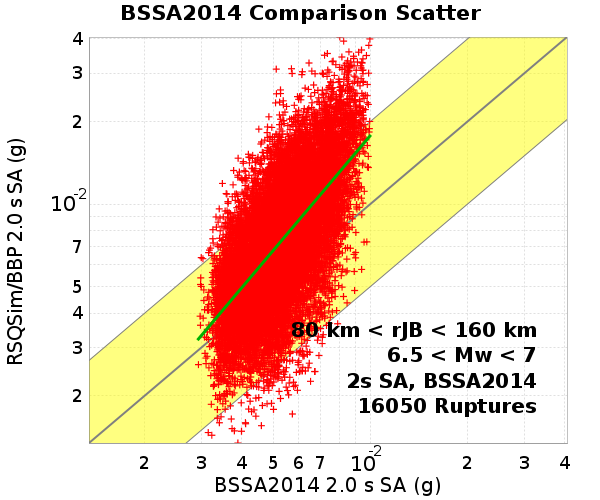 BSSA2014 Comparison Scatter
RSQSim/BBP 2.0 s SA (g)
4
3
2
10-2
7
5
4
3
2
80 km < rJB < 160 km
6.5 < Mw < 7
2s SA, BSSA2014
16050 Ruptures
2 3 4 5 6 7 10-2 2 3 4
BSSA2014 2.0 s SA (g)